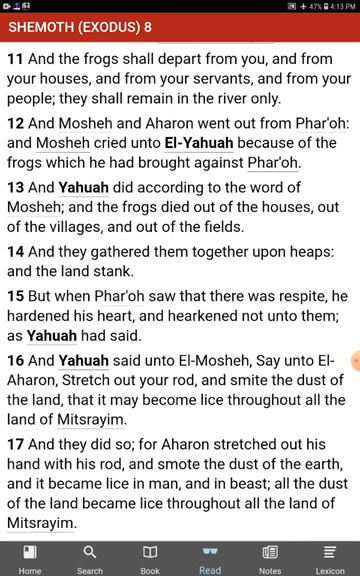 47% 4:13 PM
SHEMOTH (EXODUS) 8
11 And the frogs shall depart from you, and from
your houses, and from your servants, and from your
people; they shall remain in the river only.
12 And Mosheh and Aharon went out from Phar'oh:
and Mosheh cried unto El-Yahuah because of the
frogs which he had brought against Phar'oh.
13 And Yahuah did according to the word of
Mosheh; and the frogs died out of the houses, out
of the villages, and out of the fields.
14 And they gathered them together upon heaps:
and the land stank.
15 But when Phar'oh saw that there was respite, he
hardened his heart, and hearkened not unto them;
as Yahuah had said.
16 And Yahuah said unto El-Mosheh, Say unto El-
Aharon, Stretch out your rod, and smite the dust of
the land, that it may become lice throughout all the
land of Mitsrayim.
17 And they did so; for Aharon stretched out his
hand with his rod, and smote the dust of the earth,
and it became lice in man, and in beast; all the dust
of the land became lice throughout all the land of
Mitsrayim.
Home Search Book Read Notes Lexicon